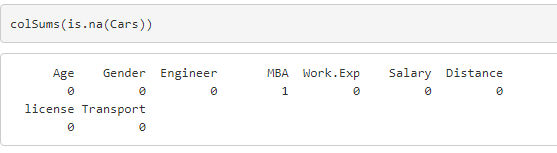 colSums(is.na(Cars))
Age Gender Engineer MBA Work.Exp Salary Distance
0 0 0 1 0 0 0
license Transport
0 0